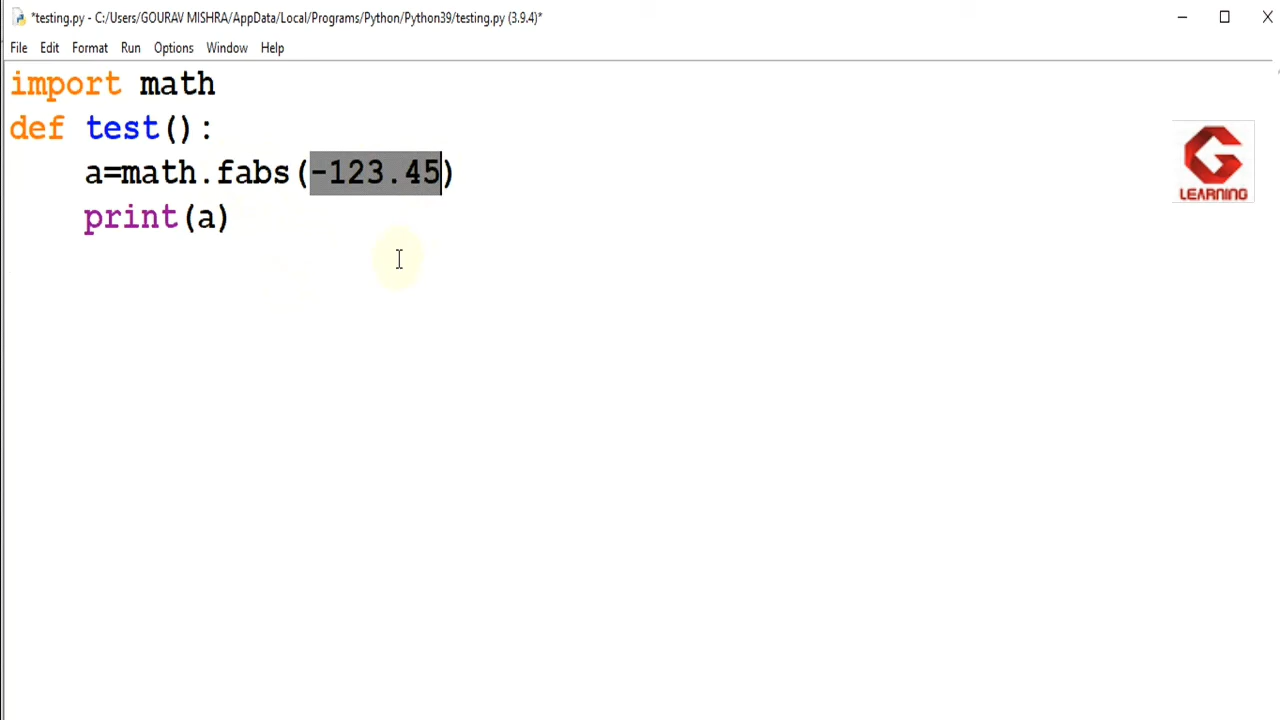 *testing.py - C:/Users/GOURAV MISHRA/AppData/Local/Programs/Python/Python39/testing.py (3.9.4)*
File Edit Format Run Options Window Help
import math
def test():
    a=math.fabs(-123.45)
    print(a)
G
LEARNING